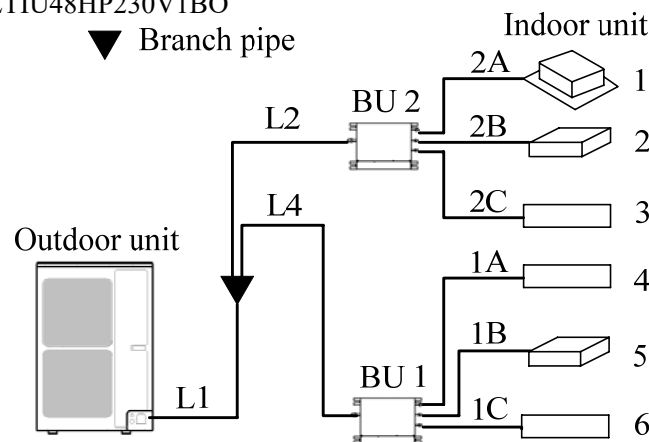 Branch pipe
Indoor unit
2A
1
BU 2
L2
2B
2
2C
3
L4
Outdoor unit
1A
4
1B
5
BU 1
L1
1C
6